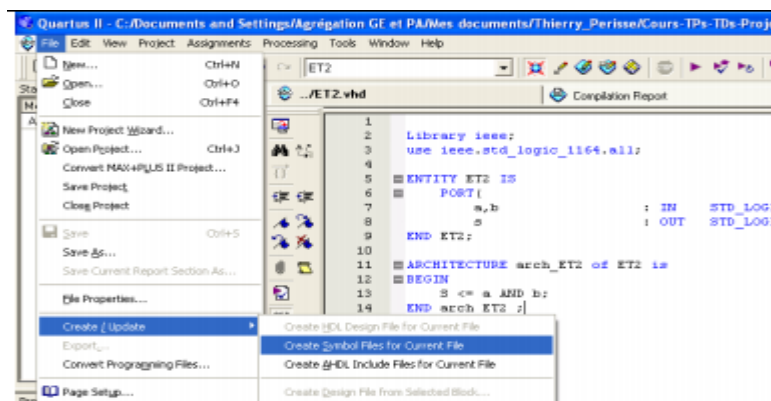 Quartus II - C:/Documents and Settings/Agrégation GE et PA/Mes documents/Thierry_Perisse/Cours-TPs-TDs-Proj
File Edit View Project Assignments Processing Tools Window Help
New... Ctrl+N
Open... Ctrl+O
Close Ctrl+F4
New Project Wizard...
Open Project... Ctrl+J
Convert MAX+PLUS II Project...
Save Project
Close Project
Save Ctrl+S
Save As...
Save Current Report Section As...
File Properties...
Create / Update
Export...
Convert Programming Files...
Page Setup...
Create HDL Design File for Current File
Create Symbol Files for Current File
Create AHDL Include Files for Current File
Create Design File from Selected Block...
ET2
.../ET2.vhd
Compilation Report
1
2 Library ieee;
3 use ieee.std_logic_1164.all;
4
5 ENTITY ET2 IS
6 PORT(
7 a,b : IN STD_LOG
8 s : OUT STD_LOG
9 END ET2;
10
11 ARCHITECTURE arch_ET2 of ET2 is
12 BEGIN
13 S <= a AND b;
14 END arch_ET2 ;